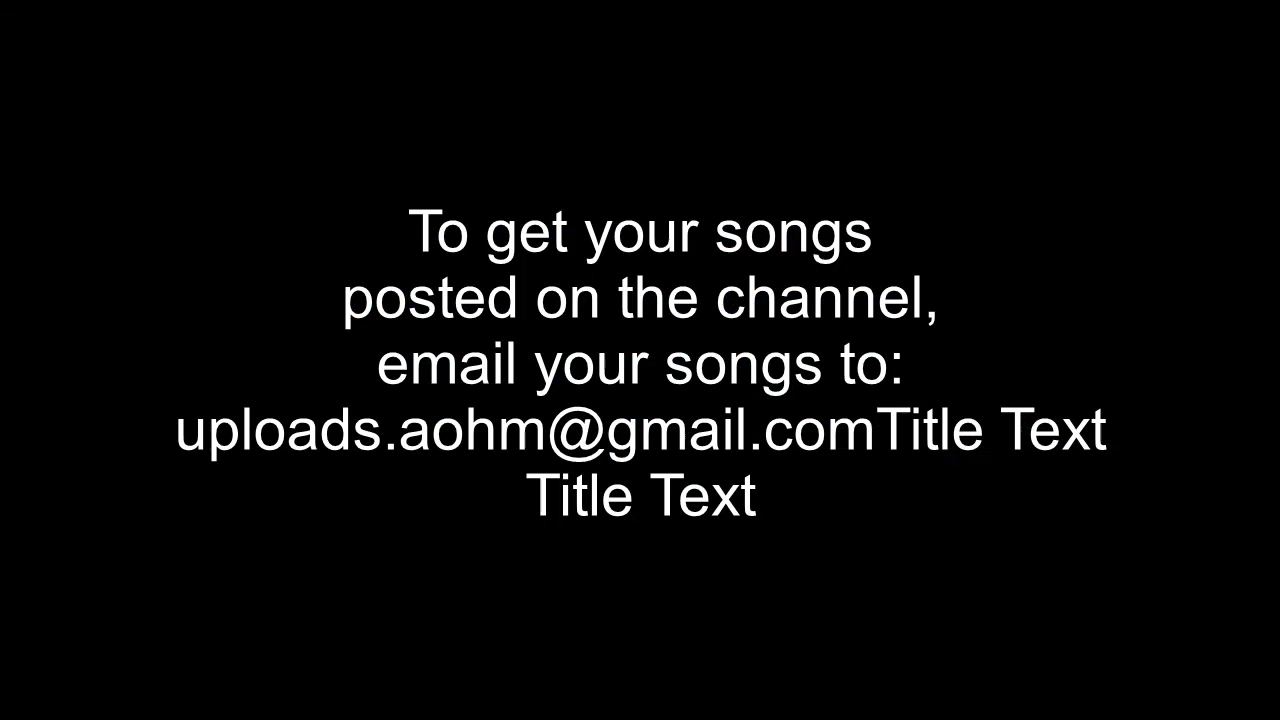 To get your songs
posted on the channel,
email your songs to:
uploads.aohm@gmail.comTitle Text
Title Text